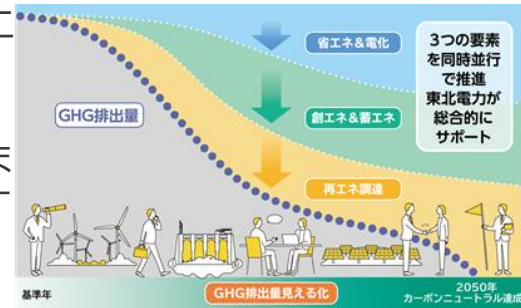 省エネ&電化
3つの要素
を同時並行
で推進
東北電力が
総合的に
サポート
GHG排出量
創エネ&蓄エネ
再エネ調達
基準年
GHG排出量見える化
2050年
カーボンニュートラル達成